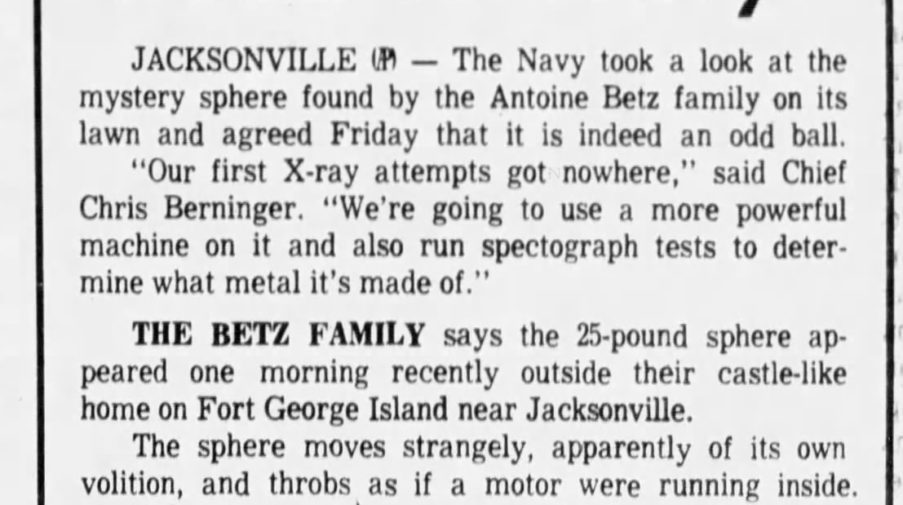 JACKSONVILLE (AP) — The Navy took a look at the
mystery sphere found by the Antoine Betz family on its
lawn and agreed Friday that it is indeed an odd ball.
"Our first X-ray attempts got nowhere," said Chief
Chris Berninger. "We're going to use a more powerful
machine on it and also run spectograph tests to deter-
mine what metal it's made of."
THE BETZ FAMILY says the 25-pound sphere ap-
peared one morning recently outside their castle-like
home on Fort George Island near Jacksonville.
The sphere moves strangely, apparently of its own
volition, and throbs as if a motor were running inside.